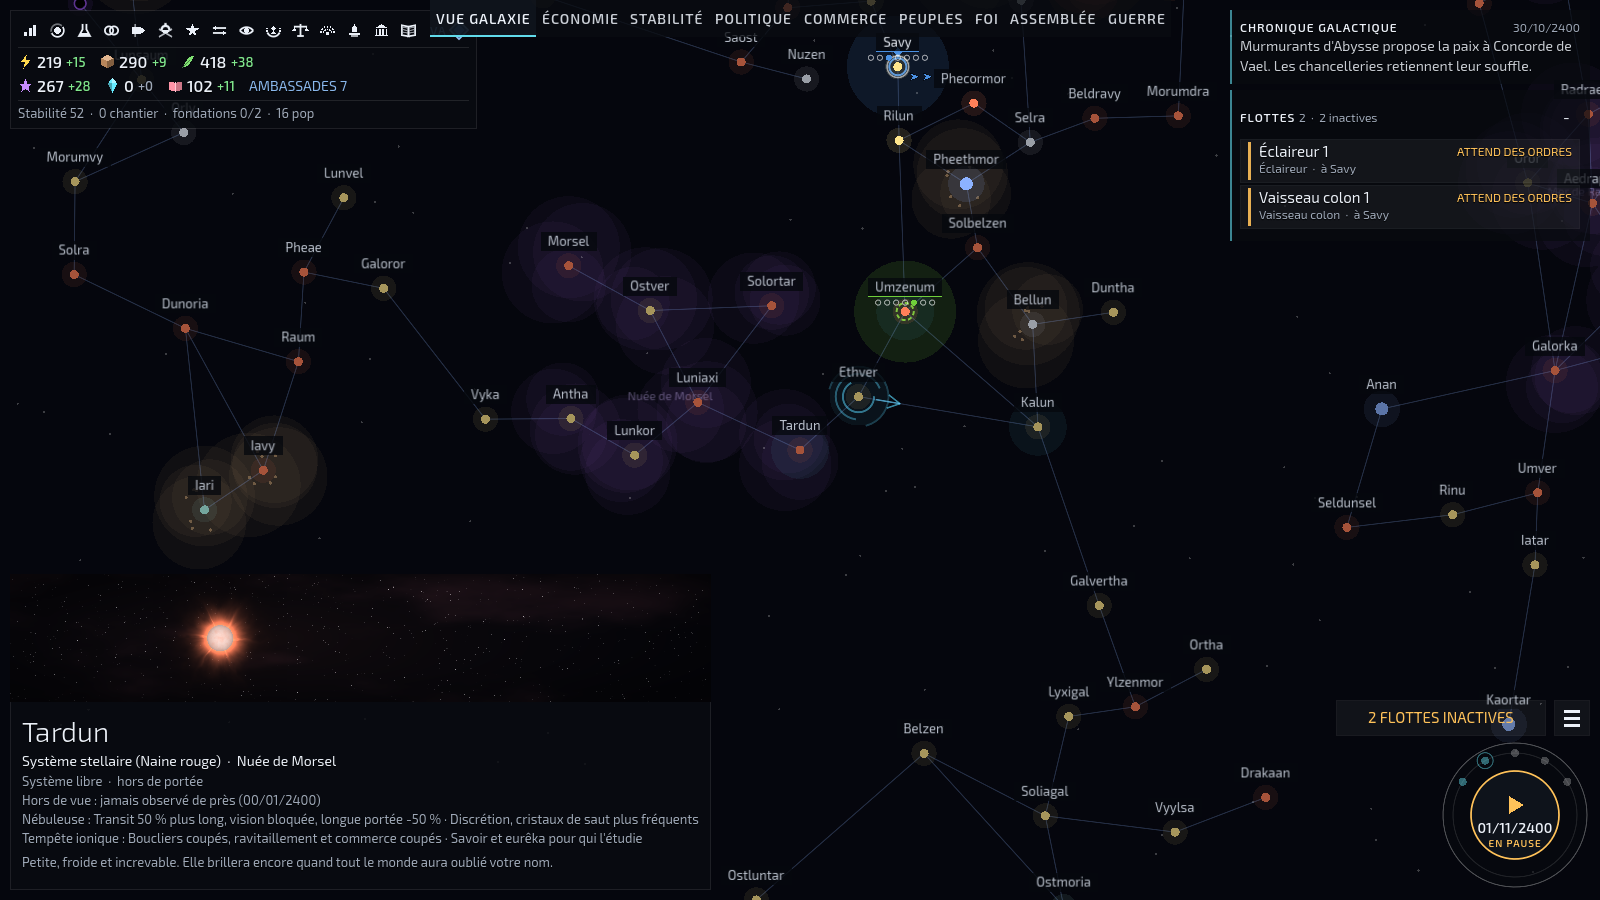 VUE GALAXIE ÉCONOMIE STABILITÉ POLITIQUE COMMERCE PEUPLES FOI ASSEMBLÉE GUERRE
219 +15 290 +9 418 +38
267 +28 0 +0 102 +11 AMBASSADES 7
Stabilité 52 · 0 chantier · fondations 0/2 · 16 pop
CHRONIQUE GALACTIQUE 30/10/2400
Murmurants d'Abysse propose la paix à Concorde de
Vael. Les chancelleries retiennent leur souffle.
FLOTTES 2 · 2 inactives -
Éclaireur 1 ATTEND DES ORDRES
Éclaireur · à Savy
Vaisseau colon 1 ATTEND DES ORDRES
Vaisseau colon · à Savy
Saost
Savy
Nuzen
Phecormor
Beldravy
Morumdra
Rilun
Selra
Morumvy
Pheethmor
Lunvel
Solbelzen
Morsel
Pheae
Solra
Galoror
Ostver
Solortar
Umzenum
Bellun
Duntha
Dunoria
Raum
Galorka
Ethver
Luniaxi
Anan
Nuée de Morsel
Vyka
Antha
Kalun
Lunkor
Tardun
Iavy
Umver
Iari
Rinu
Seldunsel
Iatar
Galvertha
Ortha
Ylzenmor
Lyxigal
Kaortar
Belzen
Drakaan
Soliagal
Vyylsa
Ostluntar
Ostmoria
Tardun
Système stellaire (Naine rouge) · Nuée de Morsel
Système libre · hors de portée
Hors de vue : jamais observé de près (00/01/2400)
Nébuleuse : Transit 50 % plus long, vision bloquée, longue portée -50 % · Discrétion, cristaux de saut plus fréquents
Tempête ionique : Boucliers coupés, ravitaillement et commerce coupés · Savoir et eurêka pour qui l'étudie
Petite, froide et increvable. Elle brillera encore quand tout le monde aura oublié votre nom.
2 FLOTTES INACTIVES
01/11/2400
EN PAUSE